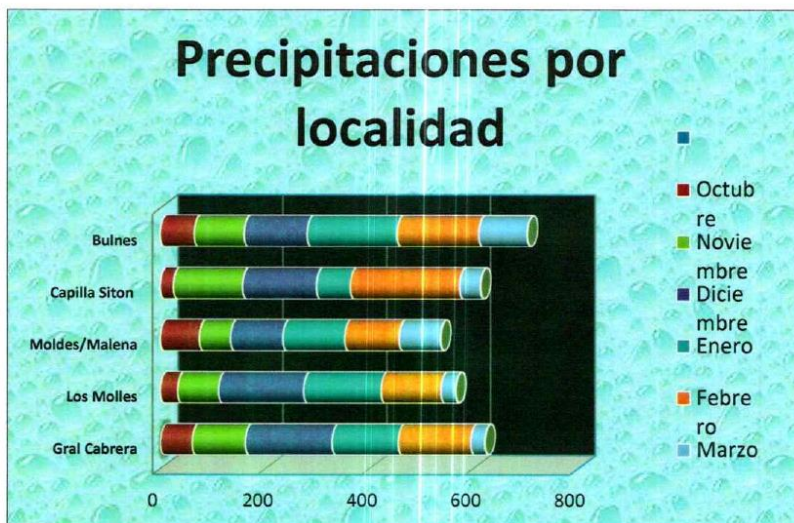 Precipitaciones por
localidad
Bulnes
Capilla Siton
Moldes/Malena
Los Molles
Gral Cabrera
0 200 400 600 800
Octub
re
Novie
mbre
Dicie
mbre
Enero
Febre
ro
Marzo